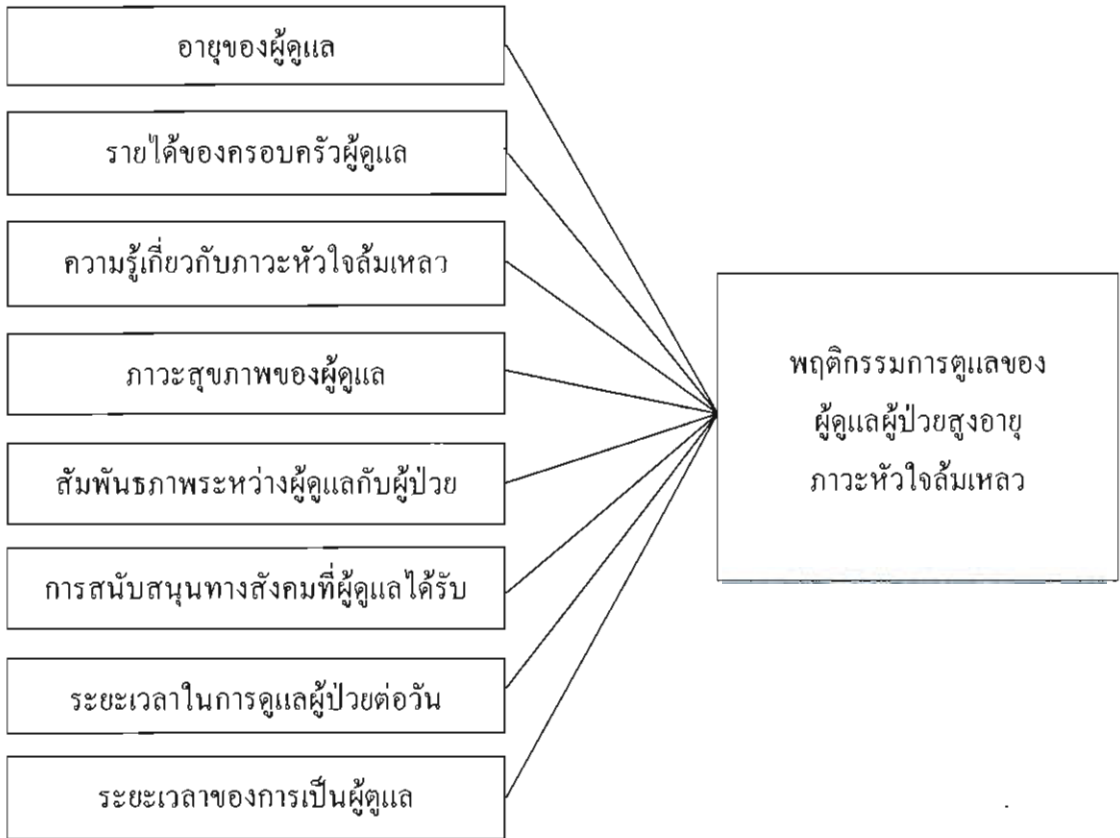 อายุของผู้ดูแล
รายได้ของครอบครัวผู้ดูแล
ความรู้เกี่ยวกับภาวะหัวใจล้มเหลว
ภาวะสุขภาพของผู้ดูแล
สัมพันธภาพระหว่างผู้ดูแลกับผู้ป่วย
การสนับสนุนทางสังคมที่ผู้ดูแลได้รับ
ระยะเวลาในการดูแลผู้ป่วยต่อวัน
ระยะเวลาของการเป็นผู้ดูแล
พฤติกรรมการดูแลของ
ผู้ดูแลผู้ป่วยสูงอายุ
ภาวะหัวใจล้มเหลว